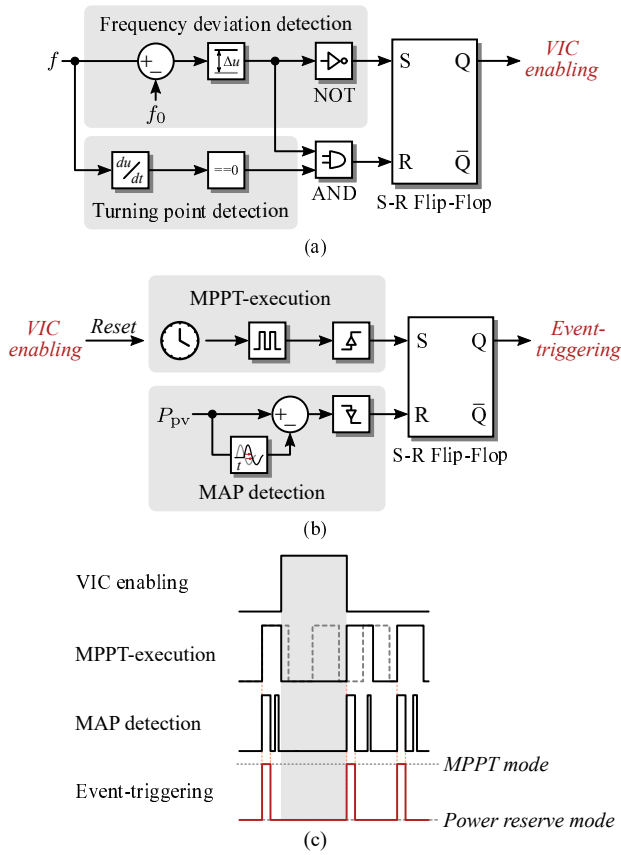 Frequency deviation detection
f
+
−
Δu
f₀
NOT
S
Q
VIC
enabling
du/dt
==0
AND
R
Q̄
Turning point detection
S-R Flip-Flop
(a)
MPPT-execution
VIC
enabling
Reset
S
Q
Event-
triggering
P_pv
+
−
t
R
Q̄
MAP detection
S-R Flip-Flop
(b)
VIC enabling
MPPT-execution
MAP detection
MPPT mode
Event-triggering
Power reserve mode
(c)